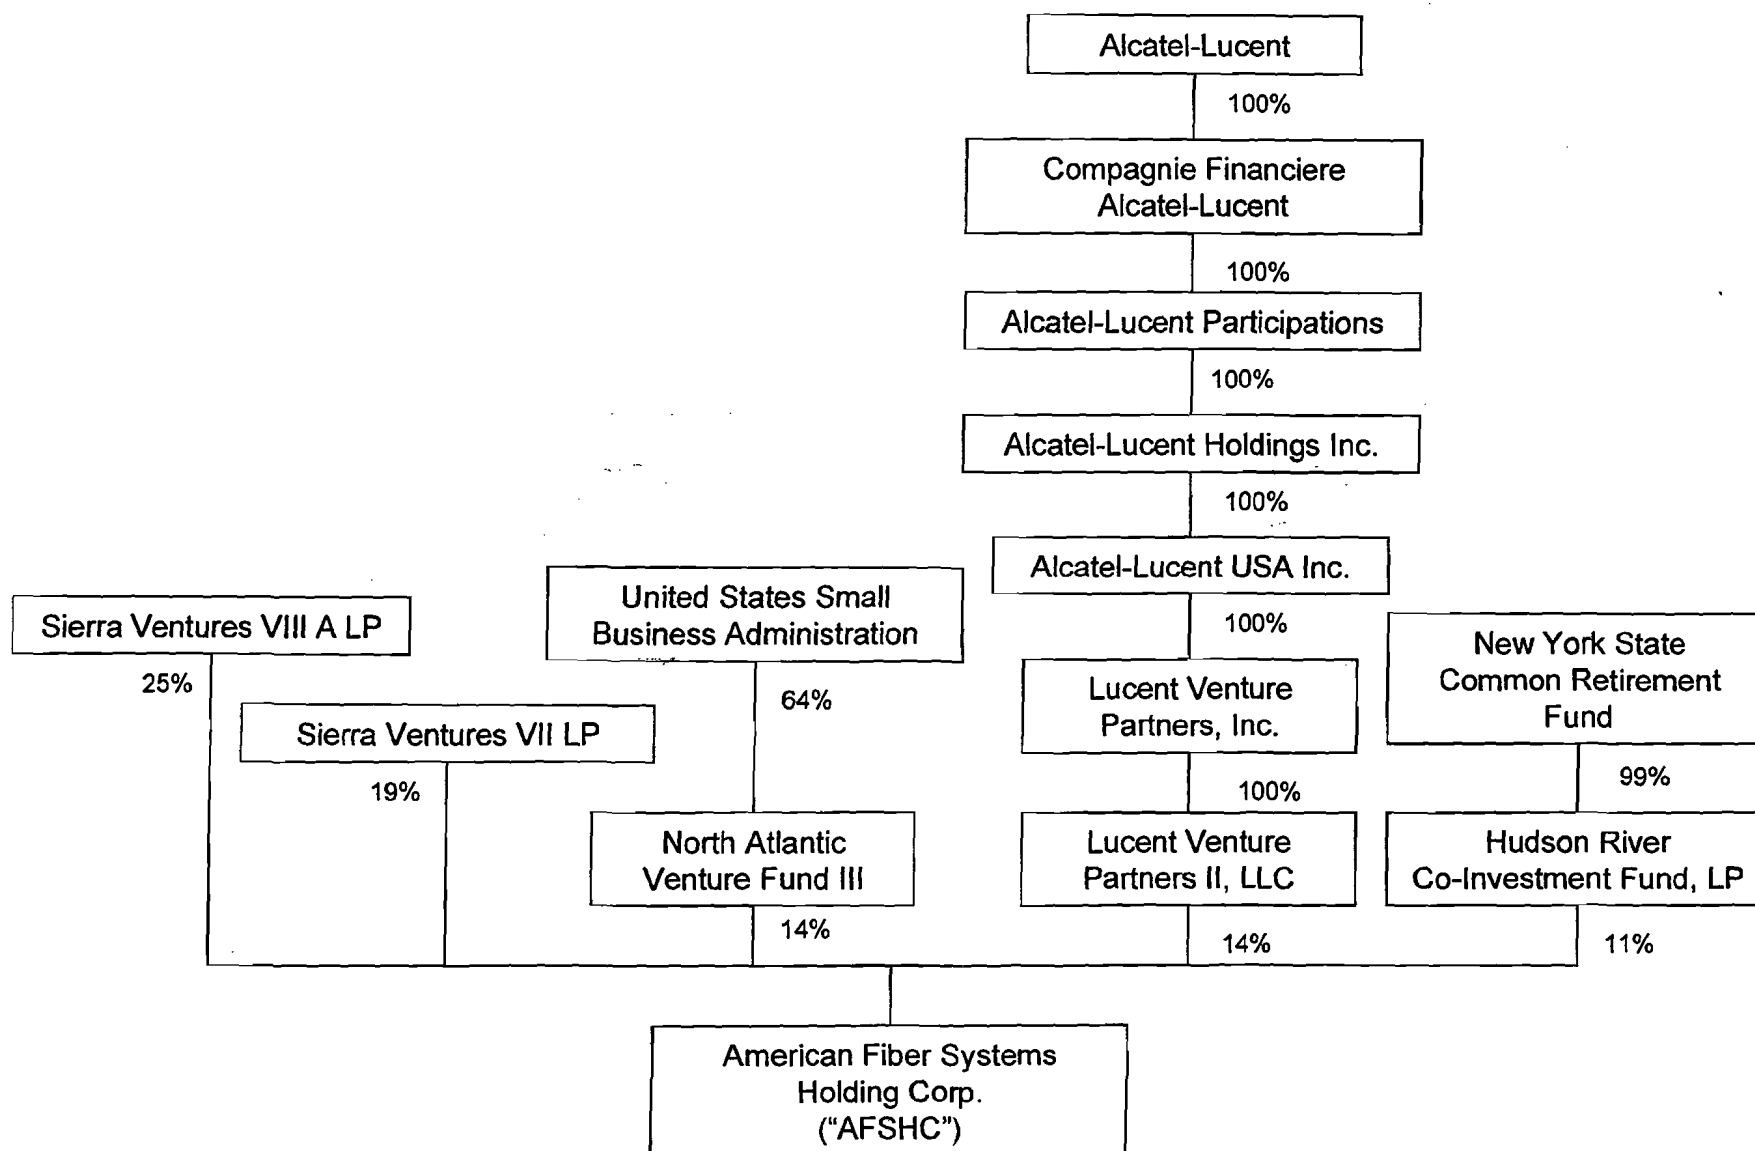 Alcatel-Lucent
100%
Compagnie Financiere
Alcatel-Lucent
100%
Alcatel-Lucent Participations
100%
Alcatel-Lucent Holdings Inc.
100%
Alcatel-Lucent USA Inc.
100%
Lucent Venture
Partners, Inc.
100%
Lucent Venture
Partners II, LLC
14%
Sierra Ventures VIII A LP
25%
Sierra Ventures VII LP
19%
United States Small
Business Administration
64%
North Atlantic
Venture Fund III
14%
New York State
Common Retirement
Fund
99%
Hudson River
Co-Investment Fund, LP
11%
American Fiber Systems
Holding Corp.
(“AFSHC”)